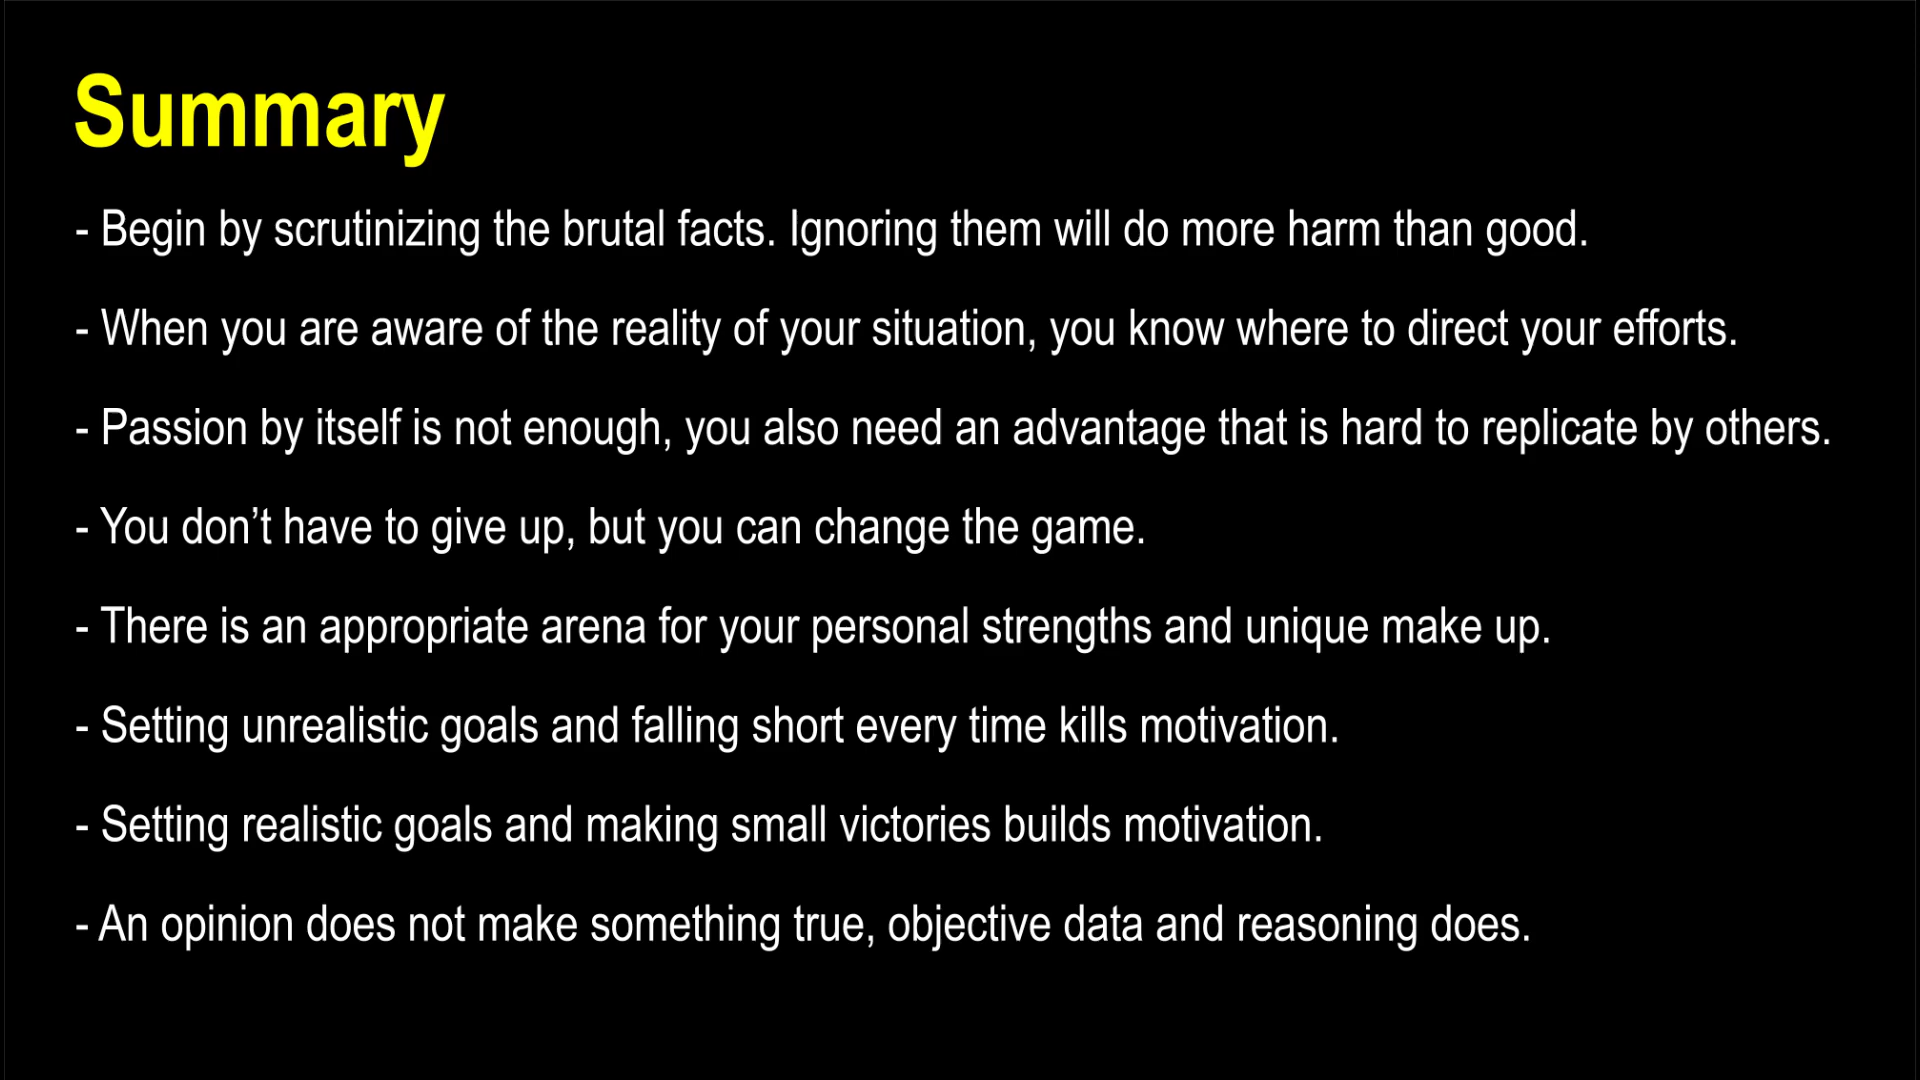 Summary
- Begin by scrutinizing the brutal facts. Ignoring them will do more harm than good.
- When you are aware of the reality of your situation, you know where to direct your efforts.
- Passion by itself is not enough, you also need an advantage that is hard to replicate by others.
- You don’t have to give up, but you can change the game.
- There is an appropriate arena for your personal strengths and unique make up.
- Setting unrealistic goals and falling short every time kills motivation.
- Setting realistic goals and making small victories builds motivation.
- An opinion does not make something true, objective data and reasoning does.